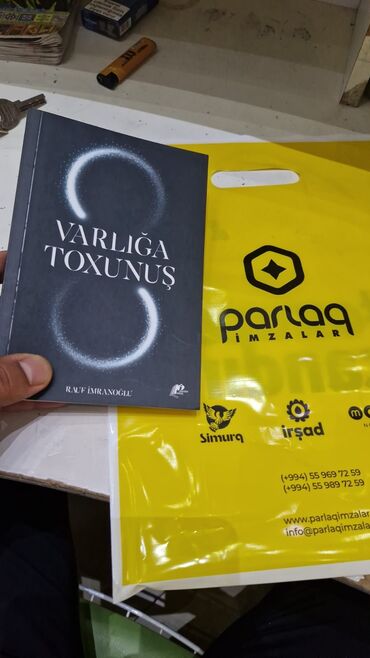 VARLIĞA
TOXUNUŞ
RAUF İMRANOĞLU
PARLAQ
İMZALAR
Simurq
irşad
(+994) 55 969 72 59
(+994) 55 989 72 59
www.parlaqimzalar
info@parlaqimzala